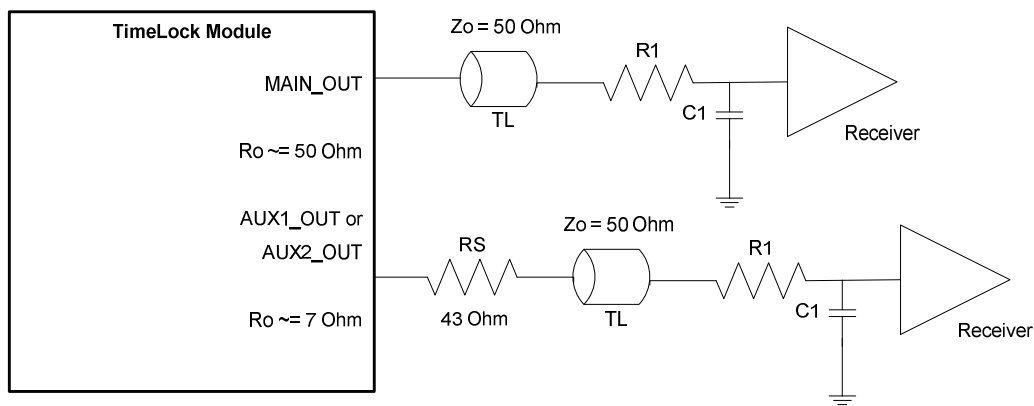 TimeLock Module
Zo = 50 Ohm
R1
MAIN_OUT
TL
C1
Receiver
Ro ~= 50 Ohm
AUX1_OUT or
AUX2_OUT
Zo = 50 Ohm
RS
R1
43 Ohm
TL
C1
Receiver
Ro ~= 7 Ohm